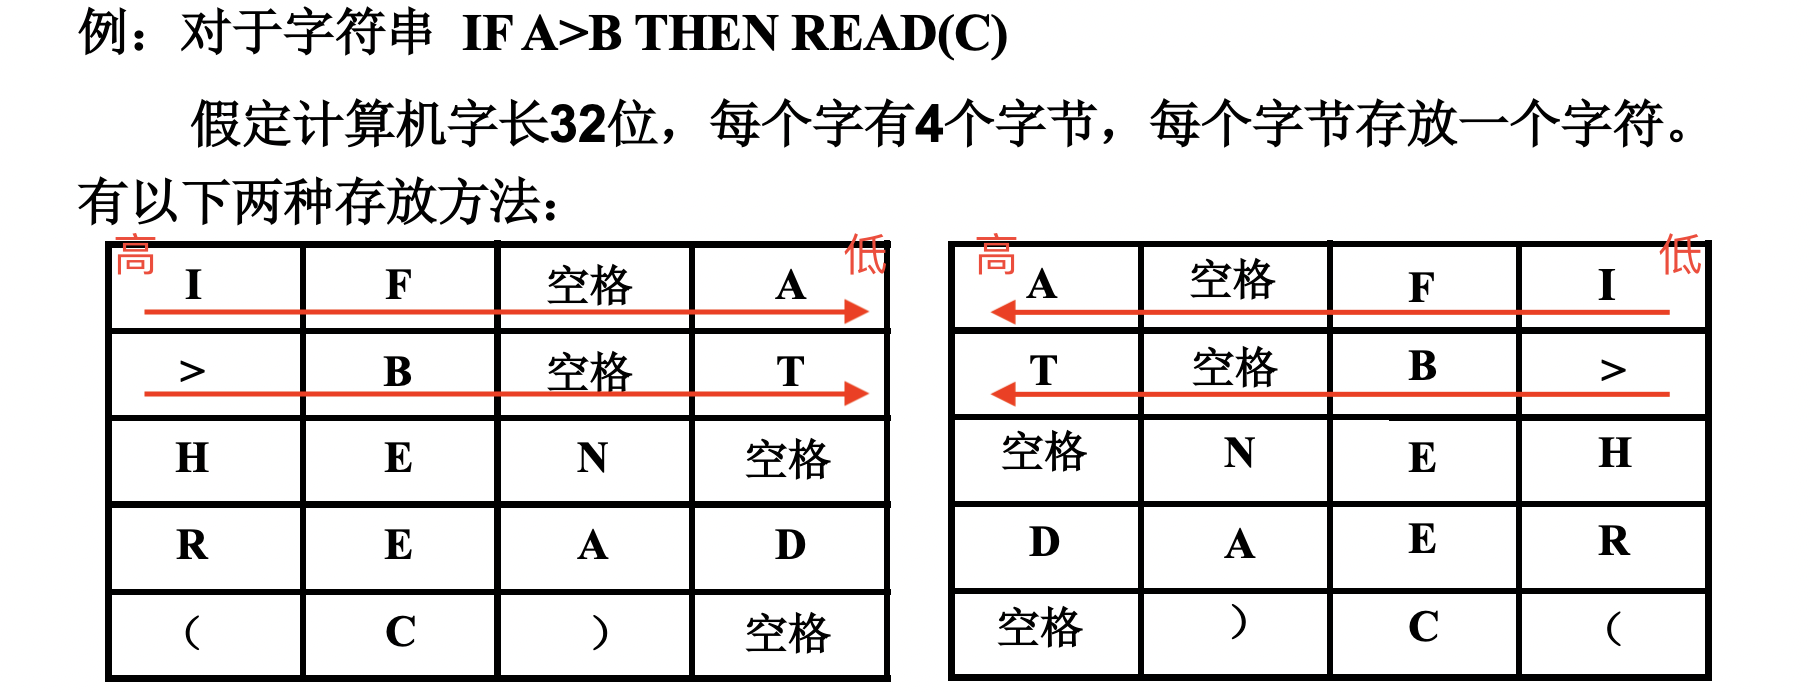 例：对于字符串 IF A>B THEN READ(C)
假定计算机字长32位，每个字有4个字节，每个字节存放一个字符。
有以下两种存放方法：
高 低 高 低
I F 空格 A A 空格 F I
> B 空格 T T 空格 B >
H E N 空格 空格 N E H
R E A D D A E R
（ C ） 空格 空格 ） C （